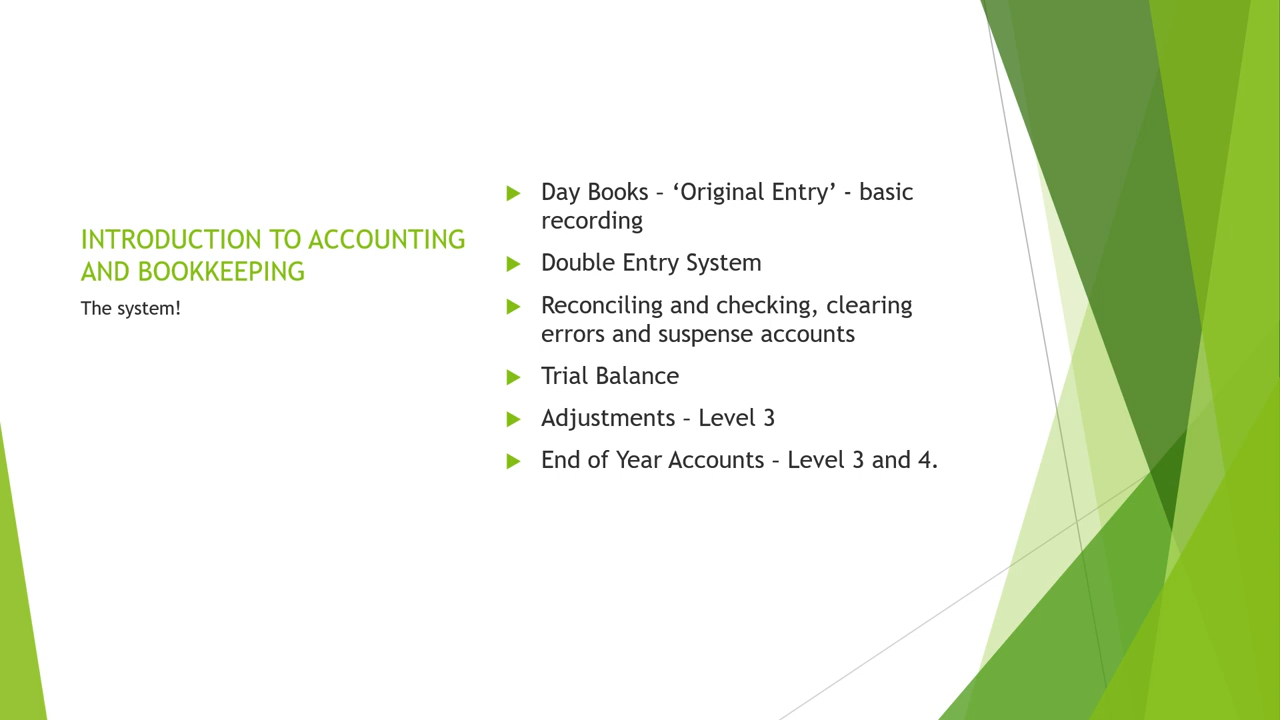 INTRODUCTION TO ACCOUNTING
AND BOOKKEEPING
The system!
Day Books – ‘Original Entry’ - basic
recording
Double Entry System
Reconciling and checking, clearing
errors and suspense accounts
Trial Balance
Adjustments – Level 3
End of Year Accounts – Level 3 and 4.